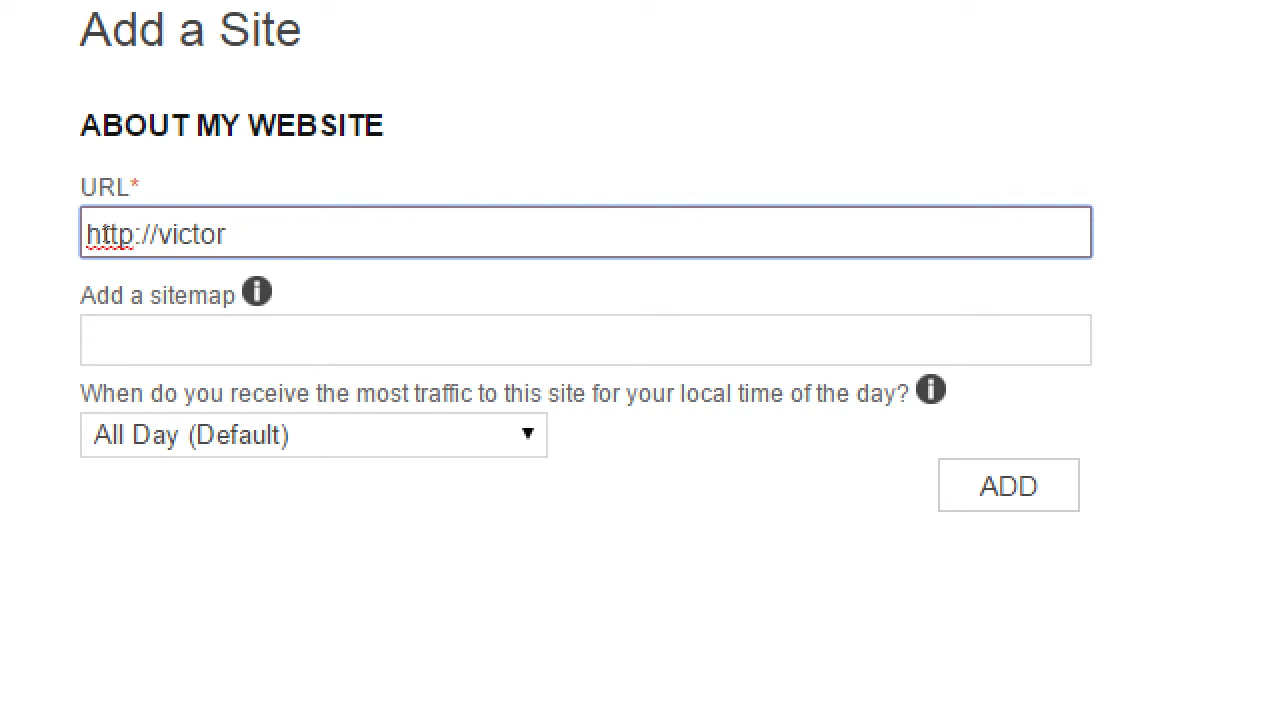 Add a Site
ABOUT MY WEBSITE
URL*
http://victor
Add a sitemap
When do you receive the most traffic to this site for your local time of the day?
All Day (Default)
ADD